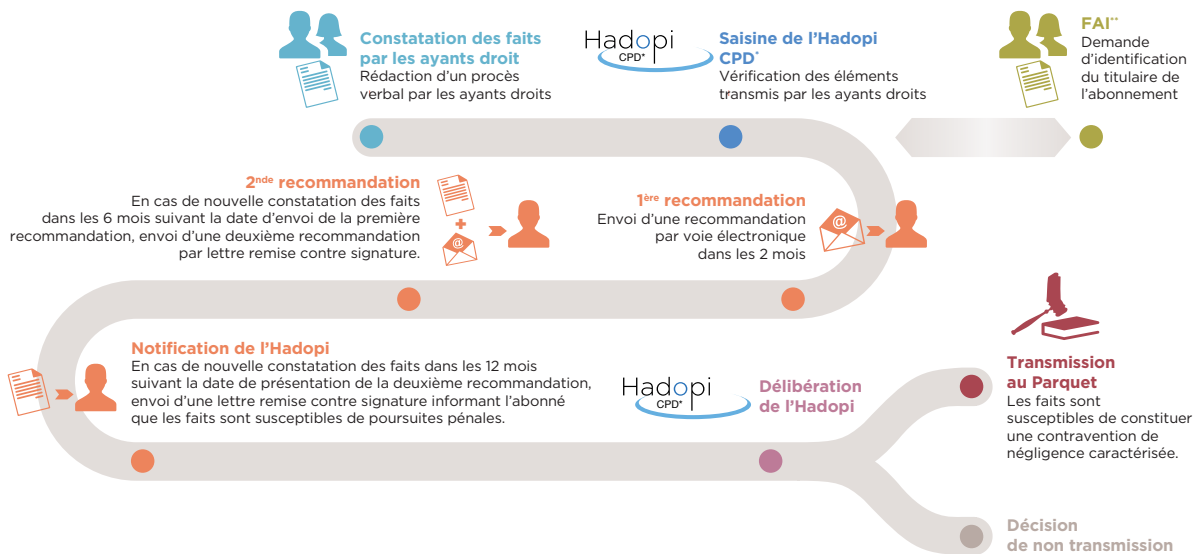 Constatation des faits
par les ayants droit
Rédaction d'un procès
verbal par les ayants droits
Hadopi
CPD*
Saisine de l'Hadopi
CPD*
Vérification des éléments
transmis par les ayants droits
FAI**
Demande
d'identification
du titulaire de
l'abonnement
1ère recommandation
Envoi d'une recommandation
par voie électronique
dans les 2 mois
@
2nde recommandation
En cas de nouvelle constatation des faits
dans les 6 mois suivant la date d'envoi de la première
recommandation, envoi d'une deuxième recommandation
par lettre remise contre signature.
+
@
Notification de l'Hadopi
En cas de nouvelle constatation des faits dans les 12 mois
suivant la date de présentation de la deuxième recommandation,
envoi d'une lettre remise contre signature informant l'abonné
que les faits sont susceptibles de poursuites pénales.
Hadopi
CPD*
Délibération
de l'Hadopi
Transmission
au Parquet
Les faits sont
susceptibles de constituer
une contravention de
négligence caractérisée.
Décision
de non transmission